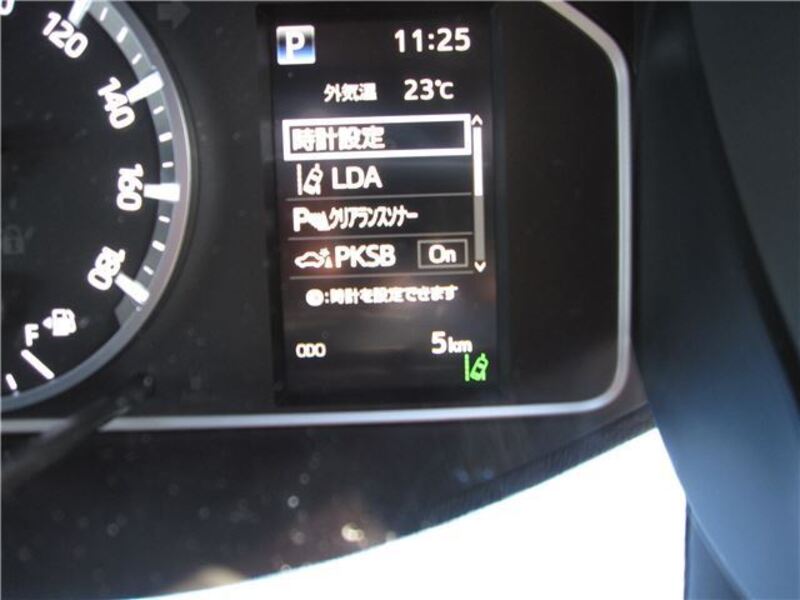 120
140
160
180
F
P 11:25
外気温 23℃
時計設定
LDA
P クリアランスソナー
PKSB On
:時計を設定できます
ODO 5km